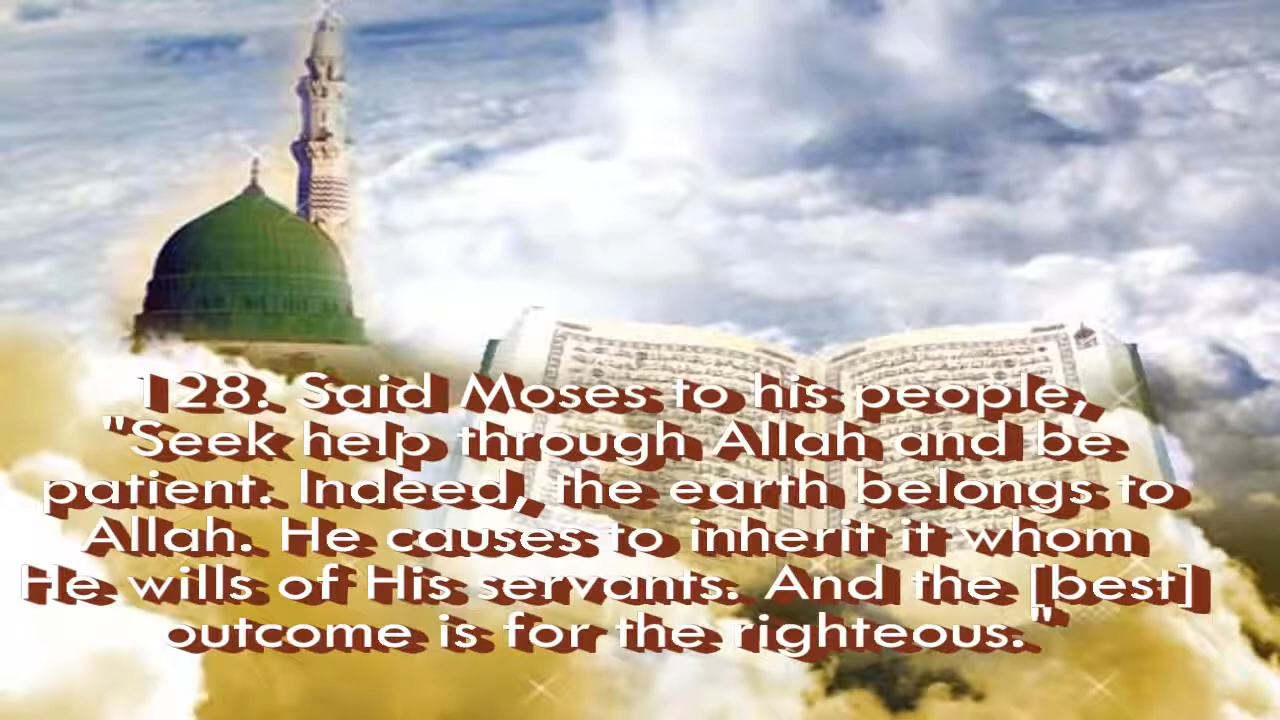 128. Said Moses to his people,
"Seek help through Allah and be
patient. Indeed, the earth belongs to
Allah. He causes to inherit it whom
He wills of His servants. And the [best]
outcome is for the righteous."